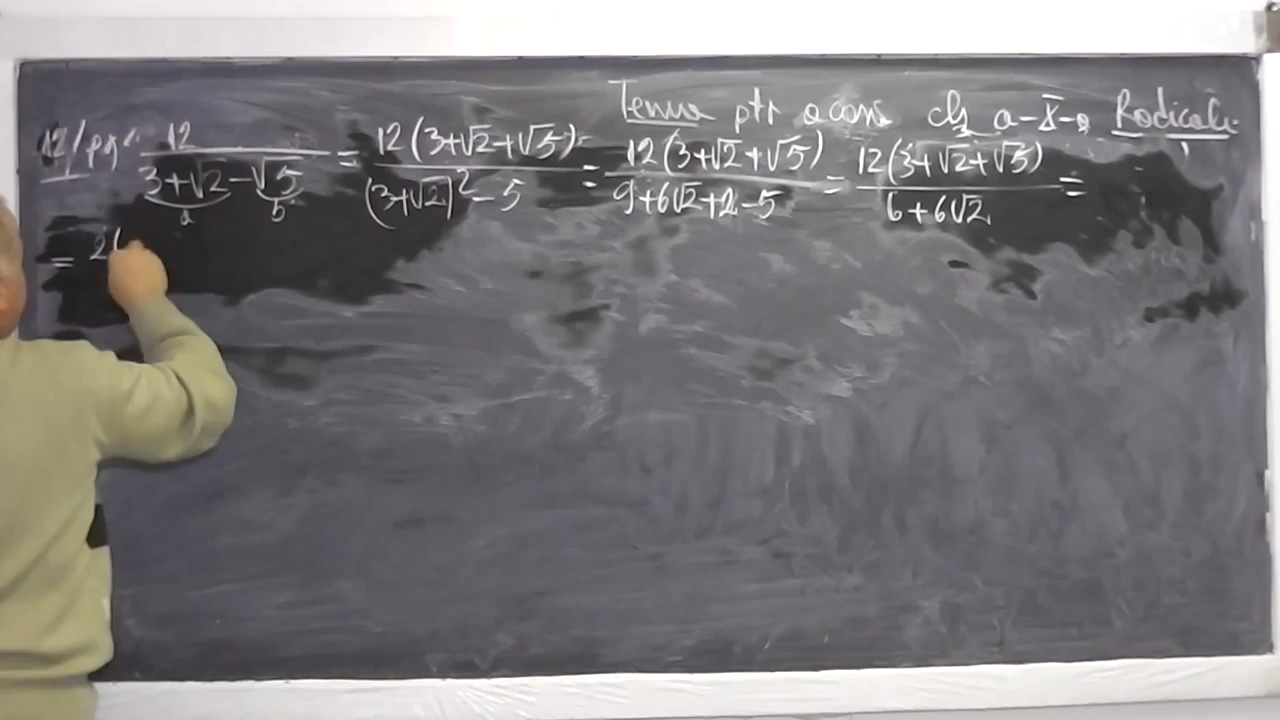 Tema ptr acasă cls a-X-a Radicali
12/pg. 12/(3+√2-√5) = 12(3+√2+√5)/((3+√2)²-5) = 12(3+√2+√5)/(9+6√2+2-5) = 12(3+√2+√5)/(6+6√2) =
a b
= 2(